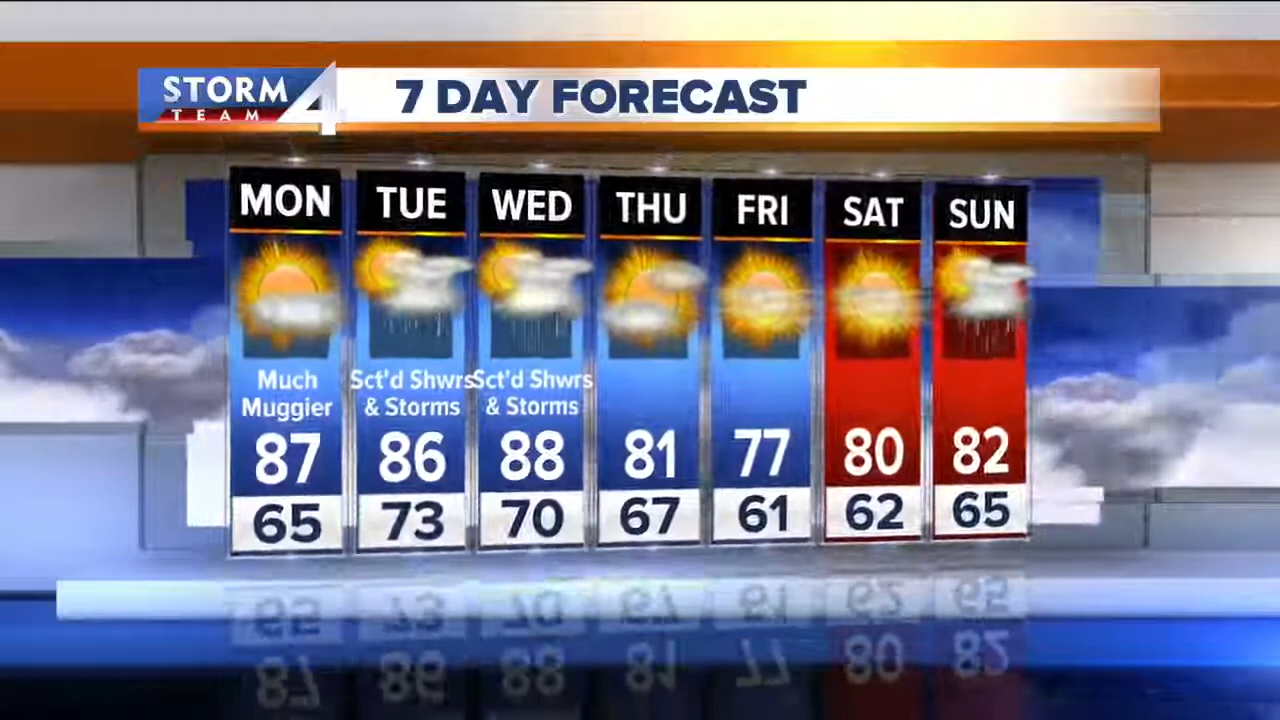 STORM
TEAM
4
7 DAY FORECAST
MON TUE WED THU FRI SAT SUN
Much Sct'd Shwrs Sct'd Shwrs
Muggier & Storms & Storms
87 86 88 81 77 80 82
65 73 70 67 61 62 65